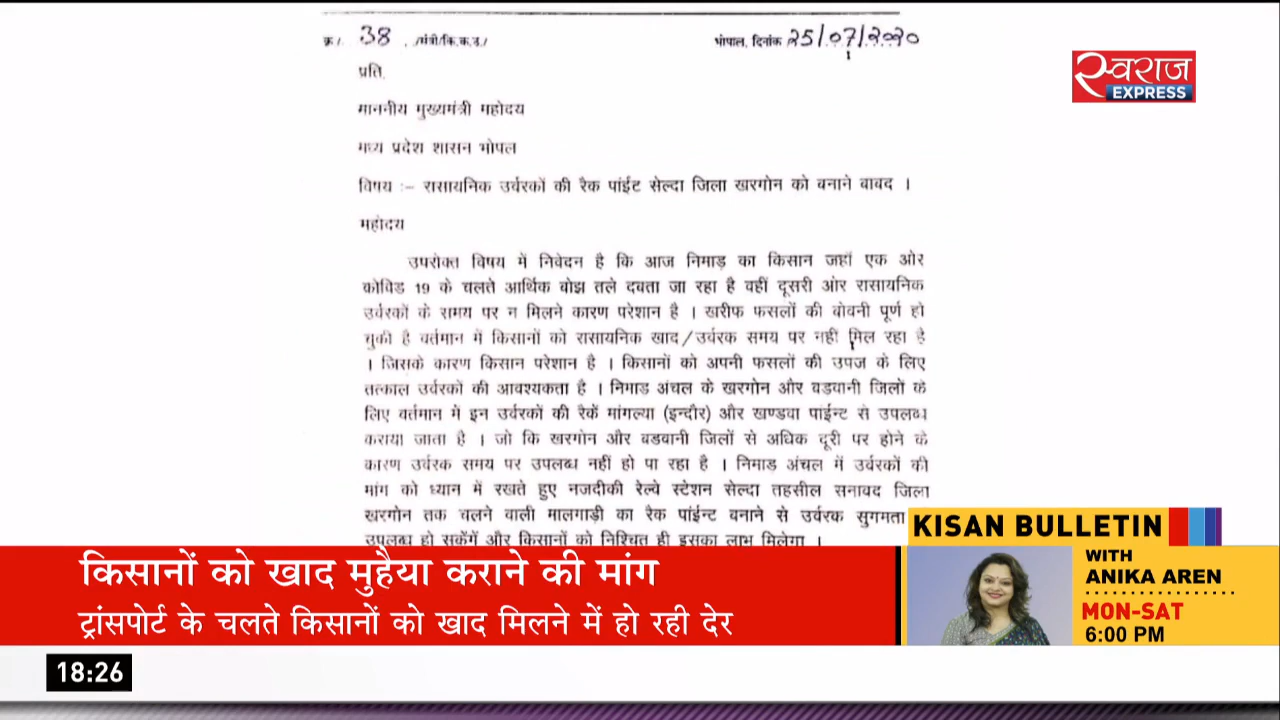 क्र/. 38 . /मंत्री/कि.क.उ./
भोपाल, दिनांक 25/07/2020
प्रति,
माननीय मुख्यमंत्री महोदय
मध्य प्रदेश शासन भोपल
विषय :– रासायनिक उर्वरकों की रैक पांईट सेल्दा जिला खरगोन को बनाने बाबद ।
महोदय
उपरोक्त विषय में निवेदन है कि आज निमाड़ का किसान जहाँ एक ओर
कोविड 19 के चलते आर्थिक बोझ तले दबता जा रहा है वहीं दूसरी ओर रासायनिक
उर्वरकों के समय पर न मिलने कारण परेशान है । खरीफ फसलों की बोवनी पूर्ण हो
चुकी है वर्तमान में किसानों को रासायनिक खाद/उर्वरक समय पर नहीं मिल रहा है
। जिसके कारण किसान परेशान है । किसानों को अपनी फसलों की उपज के लिए
तत्काल उर्वरकों की आवश्यकता है । निमाड अंचल के खरगोन और बडवानी जिलों के
लिए वर्तमान में इन उर्वरकों की रैकें मांगल्या (इन्दौर) और खण्डवा पाईन्ट से उपलब्ध
कराया जाता है । जो कि खरगोन और बडवानी जिलों से अधिक दूरी पर होने के
कारण उर्वरक समय पर उपलब्ध नहीं हो पा रहा है । निमाड अंचल में उर्वरकों की
मांग को ध्यान में रखते हुए नजदीकी रेल्वे स्टेशन सेल्दा तहसील सनावद जिला
खरगोन तक चलने वाली मालगाड़ी का रैक पांईन्ट बनाने से उर्वरक सुगमता
उपलब्ध हो सकेंगें और किसानों को निश्चित ही इसका लाभ मिलेगा ।
स्वराज
EXPRESS
KISAN BULLETIN
WITH
ANIKA AREN
MON-SAT
6:00 PM
किसानों को खाद मुहैया कराने की मांग
ट्रांसपोर्ट के चलते किसानों को खाद मिलने में हो रही देर
18:26